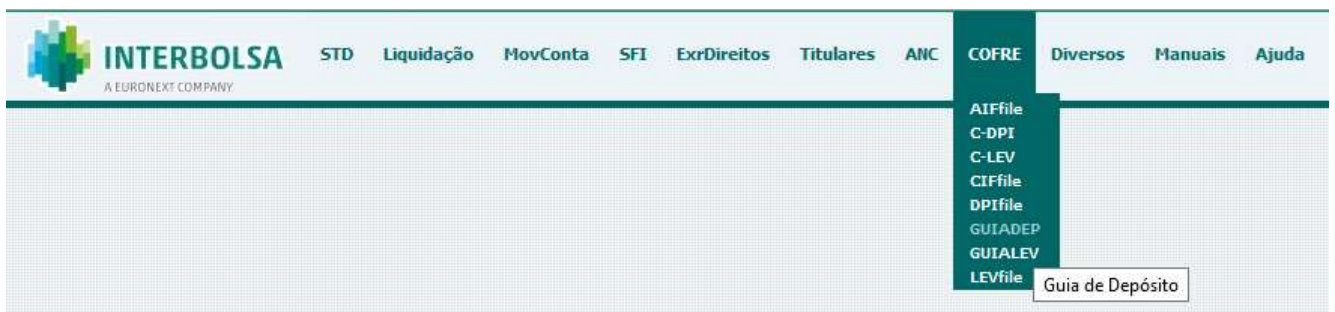 INTERBOLSA
A EURONEXT COMPANY
STD Liquidação MovConta SFI ExrDireitos Titulares ANC COFRE Diversos Manuais Ajuda
AIFfile
C-DPI
C-LEV
CIFfile
DPIfile
GUIADEP
GUIALEV
LEVfile
Guia de Depósito